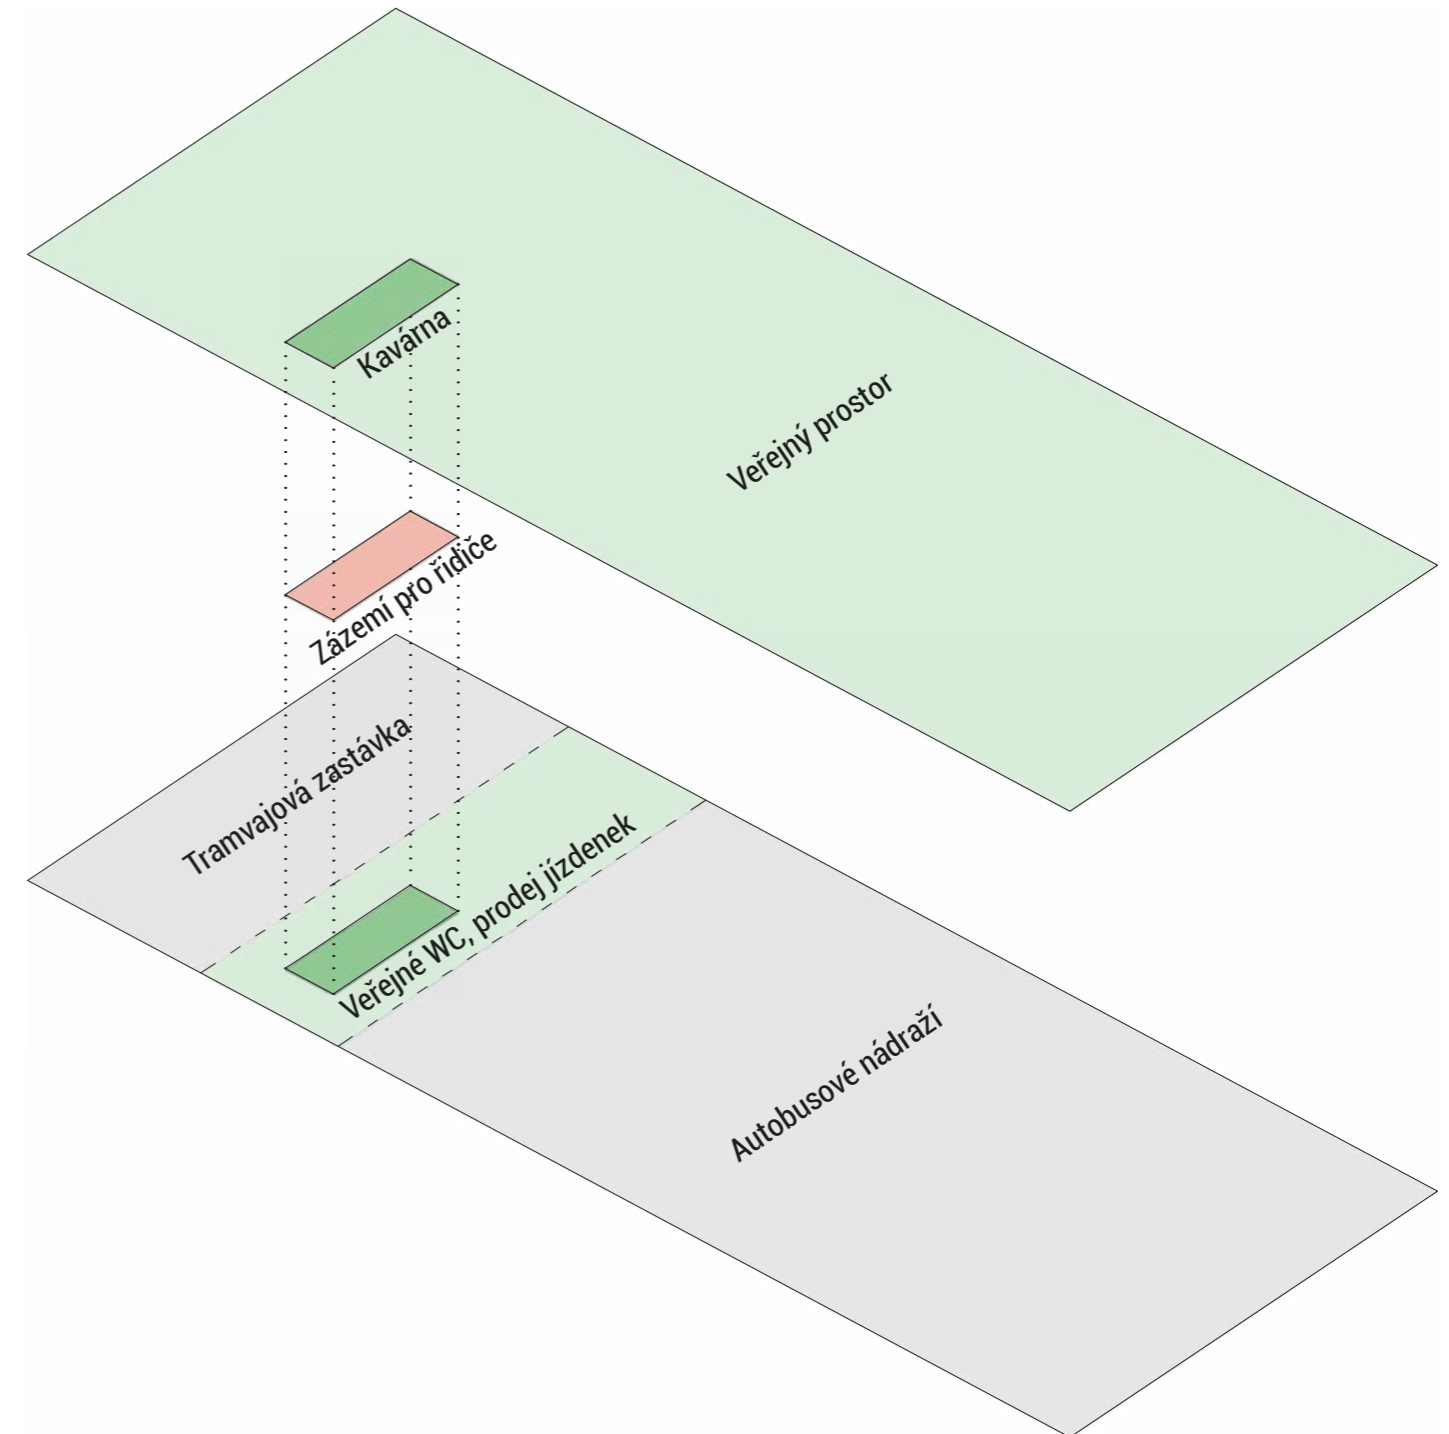 Kavárna
Veřejný prostor
Zázemí pro řidiče
Tramvajová zastávka
Veřejné WC, prodej jízdenek
Autobusové nádraží